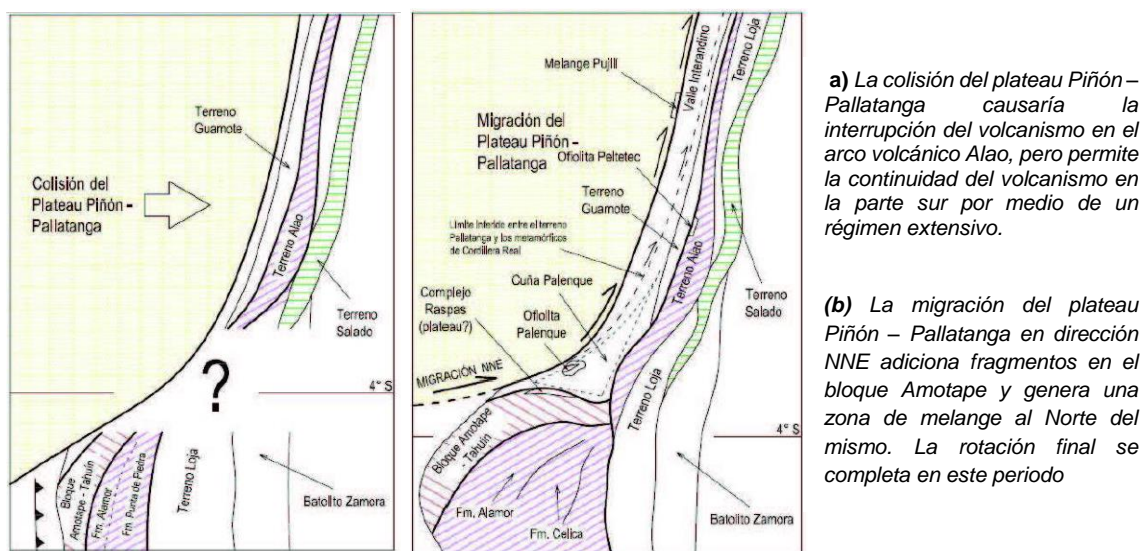 Terreno
Guamote
Colisión del
Plateau Piñón -
Pallatanga
Terreno Alao
Terreno
Salado
?
4° S
Bloque
Amotape - Tahuín
Fm. Alamor
Fm. Punta de Piedra
Terreno Loja
Batolito Zamora
Melange Pujilí
Valle Interandino
Terreno Loja
Migración del
Plateau Piñón -
Pallatanga
Ofiolita Peltetec
Terreno
Guamote
Límite Inferido entre el terreno
Pallatanga y los metamórficos
de Cordillera Real
Cuña Palenque
Complejo
Raspas
(plateau?)
Ofiolita
Palenque
Terreno Alao
Terreno
Salado
MIGRACIÓN NNE
Terreno Loja
4° S
Bloque Amotape
- Tahuín
Fm. Alamor
Fm. Celica
Batolito Zamora
a) La colisión del plateau Piñón –
Pallatanga causaría la
interrupción del volcanismo en el
arco volcánico Alao, pero permite
la continuidad del volcanismo en
la parte sur por medio de un
régimen extensivo.
(b) La migración del plateau
Piñón – Pallatanga en dirección
NNE adiciona fragmentos en el
bloque Amotape y genera una
zona de melange al Norte del
mismo. La rotación final se
completa en este periodo